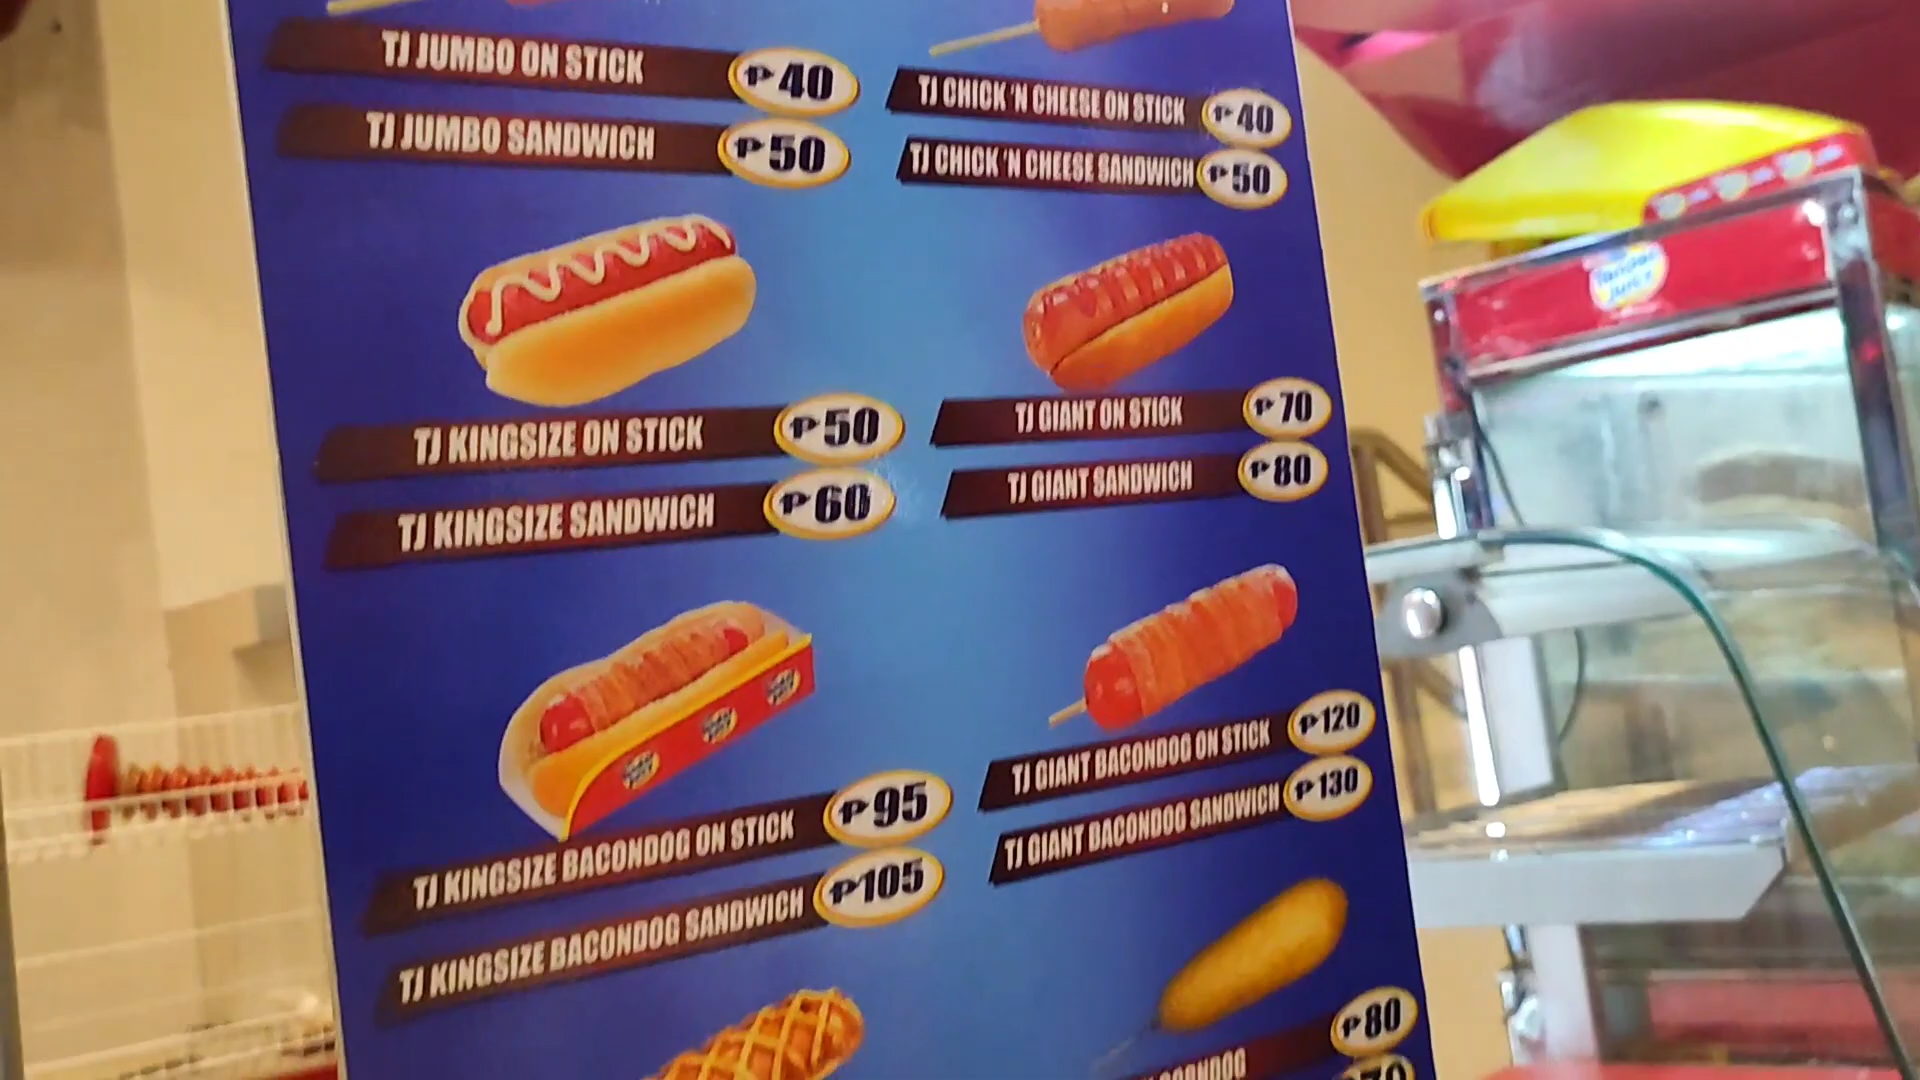 TJ JUMBO ON STICK ₱40
TJ JUMBO SANDWICH ₱50
TJ CHICK 'N CHEESE ON STICK ₱40
TJ CHICK 'N CHEESE SANDWICH ₱50
TJ KINGSIZE ON STICK ₱50
TJ KINGSIZE SANDWICH ₱60
TJ GIANT ON STICK ₱70
TJ GIANT SANDWICH ₱80
TJ KINGSIZE BACONDOG ON STICK ₱95
TJ KINGSIZE BACONDOG SANDWICH ₱105
TJ GIANT BACONDOG ON STICK ₱120
TJ GIANT BACONDOG SANDWICH ₱130
CORNDOG ₱80
Tender
Juicy